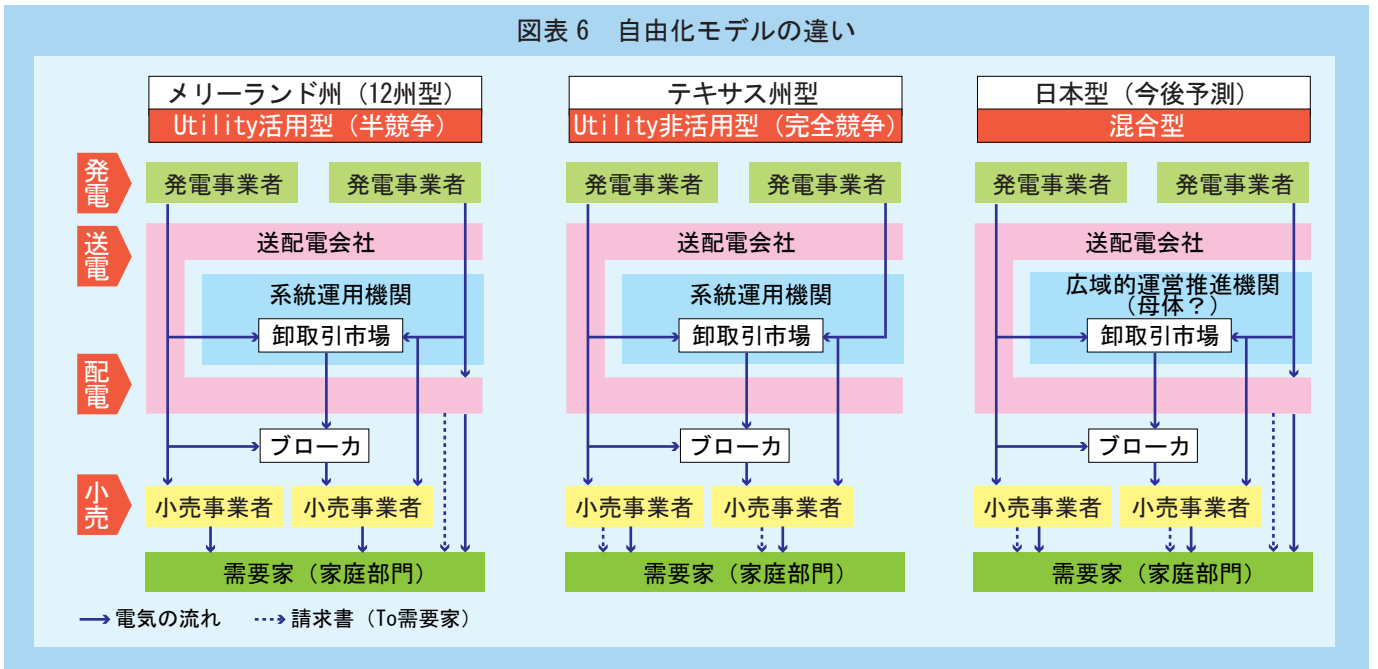 図表6 自由化モデルの違い
メリーランド州（12州型）
Utility活用型（半競争）
テキサス州型
Utility非活用型（完全競争）
日本型（今後予測）
混合型
発電
発電事業者
発電事業者
発電事業者
発電事業者
発電事業者
発電事業者
送電
送配電会社
送配電会社
送配電会社
系統運用機関
系統運用機関
広域的運営推進機関
（母体？）
卸取引市場
卸取引市場
卸取引市場
配電
ブローカ
ブローカ
ブローカ
小売
小売事業者
小売事業者
小売事業者
小売事業者
小売事業者
小売事業者
需要家（家庭部門）
需要家（家庭部門）
需要家（家庭部門）
電気の流れ
請求書（To需要家）